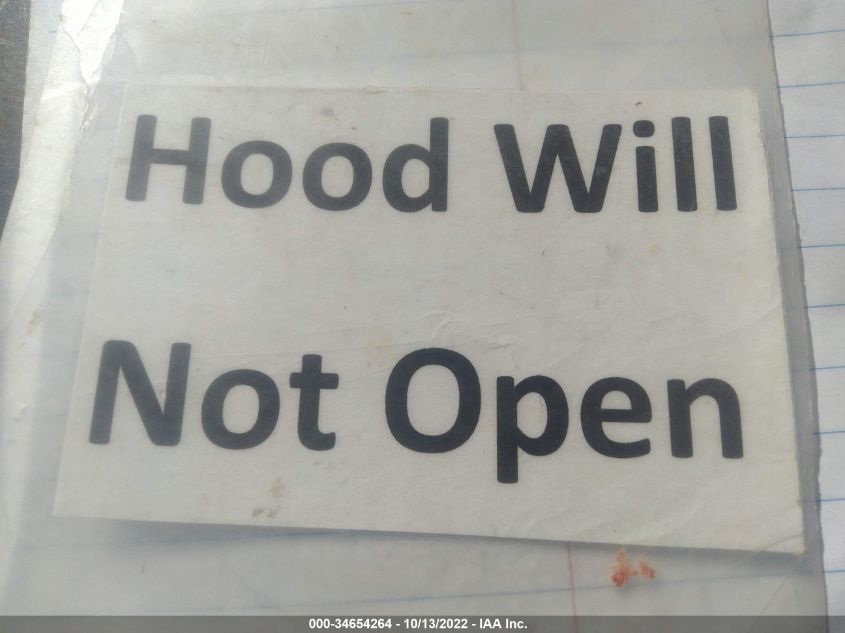 Hood Will
Not Open
000-34654264 - 10/13/2022 - IAA Inc.